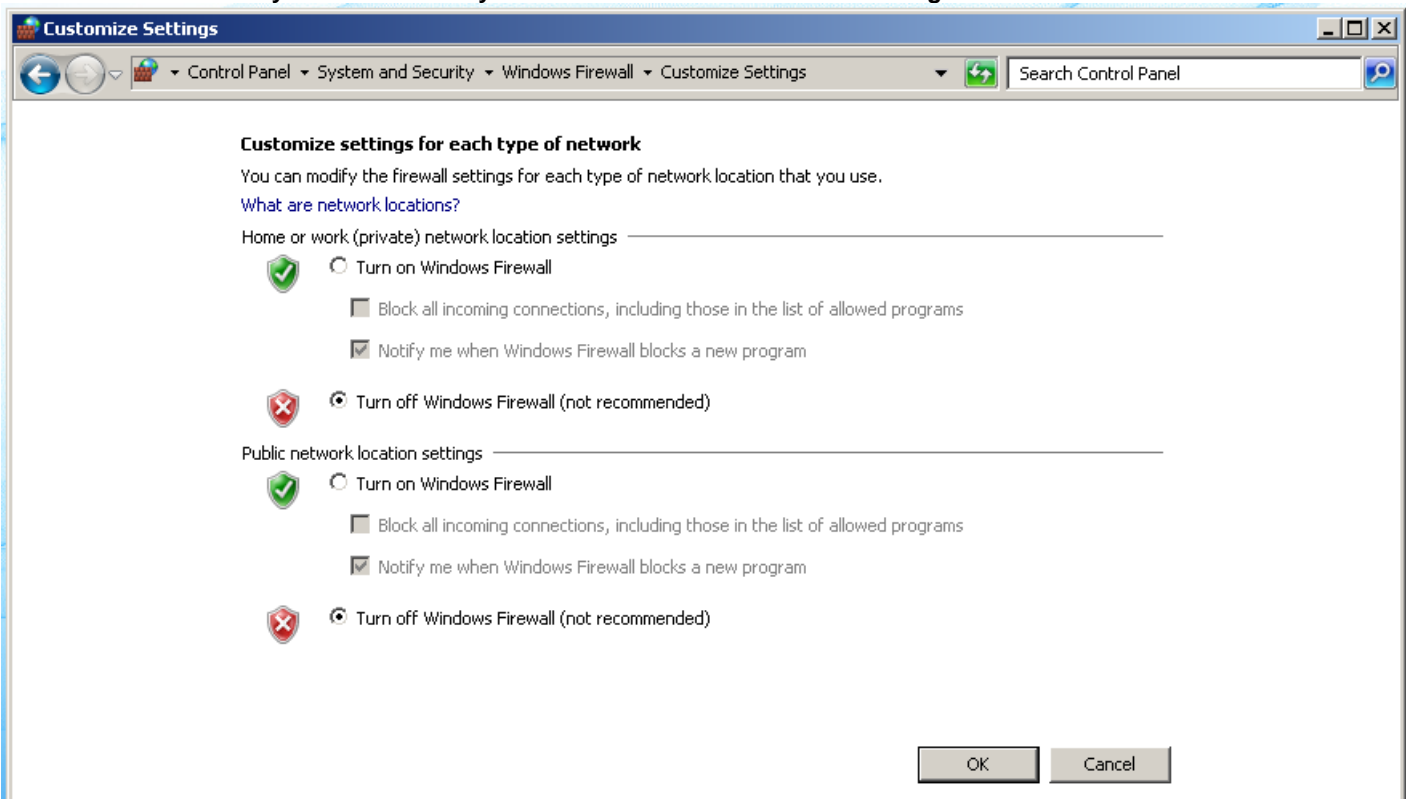 Customize Settings
Control Panel System and Security Windows Firewall Customize Settings Search Control Panel
Customize settings for each type of network
You can modify the firewall settings for each type of network location that you use.
What are network locations?
Home or work (private) network location settings
Turn on Windows Firewall
Block all incoming connections, including those in the list of allowed programs
Notify me when Windows Firewall blocks a new program
Turn off Windows Firewall (not recommended)
Public network location settings
Turn on Windows Firewall
Block all incoming connections, including those in the list of allowed programs
Notify me when Windows Firewall blocks a new program
Turn off Windows Firewall (not recommended)
OK Cancel